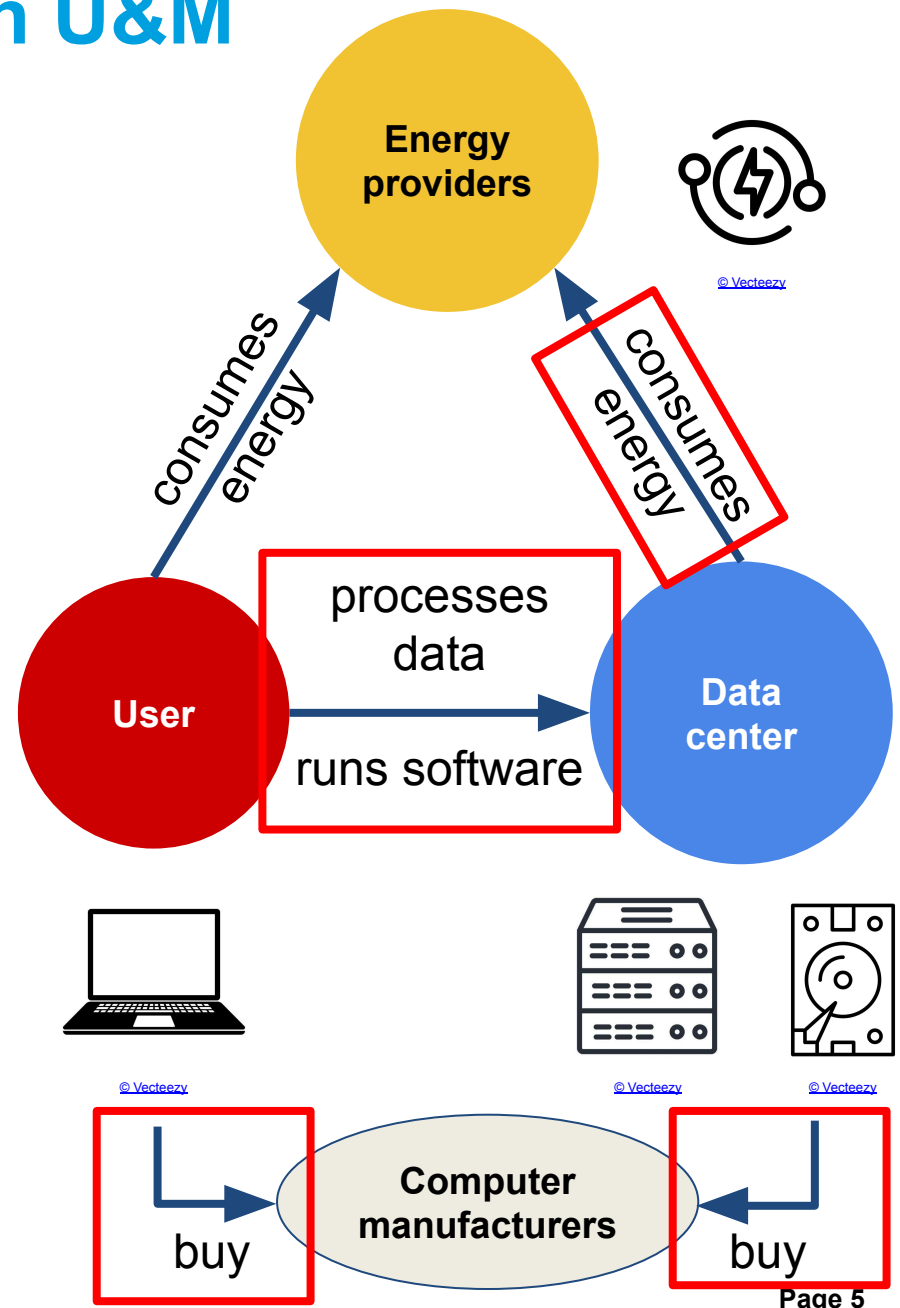 n U&M
Energy
providers
© Vecteezy
consumes
energy
consumes
energy
processes
data
User
Data
center
runs software
© Vecteezy
© Vecteezy
© Vecteezy
Computer
manufacturers
buy
buy
Page 5